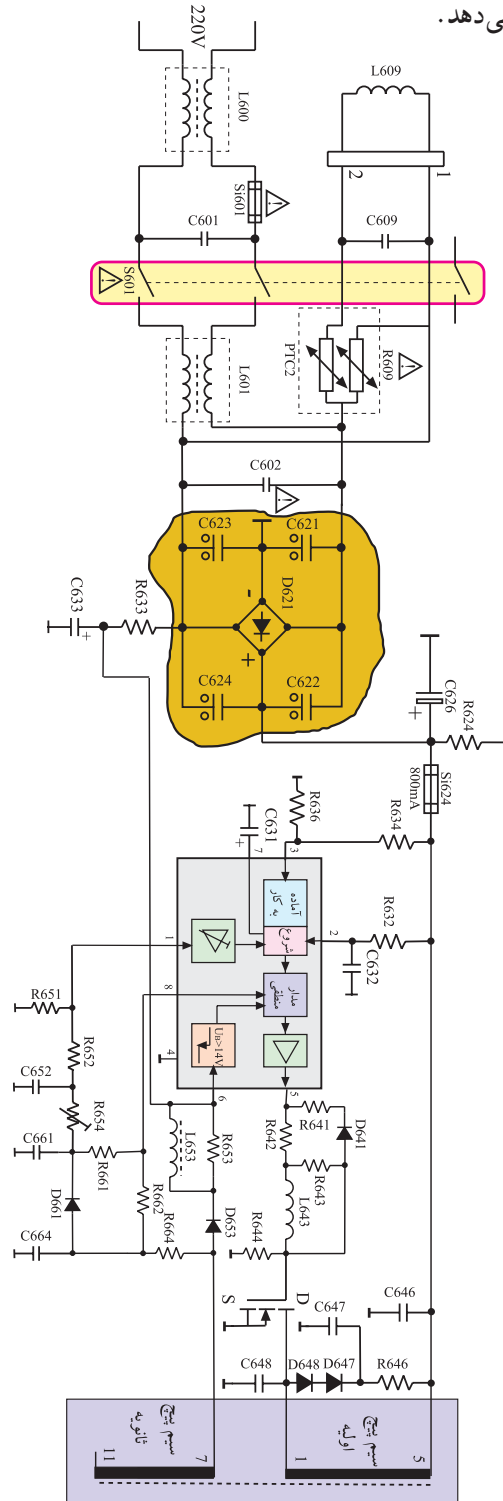 ی‌دهد.
220V
L600
L609
1
2
Si601
C601
C609
S601
PTC2
R609
L601
C602
C623
C621
D621
-
+
C624
C622
C633
+
R633
C626
+
R624
Si624
800mA
R636
C631
+
7
3
R634
R632
C632
2
آماده
به کار
شروع
مدار
منطقی
UB>14V
1
8
4
6
5
R651
R652
C652
R654
C661
R661
D661
C664
R662
R664
L653
R653
D653
R641
R642
D641
R643
L643
R644
D
S
C646
C647
C648
D648
D647
R646
سیم پیچ
ثانویه
11
7
سیم پیچ
اولیه
1
5